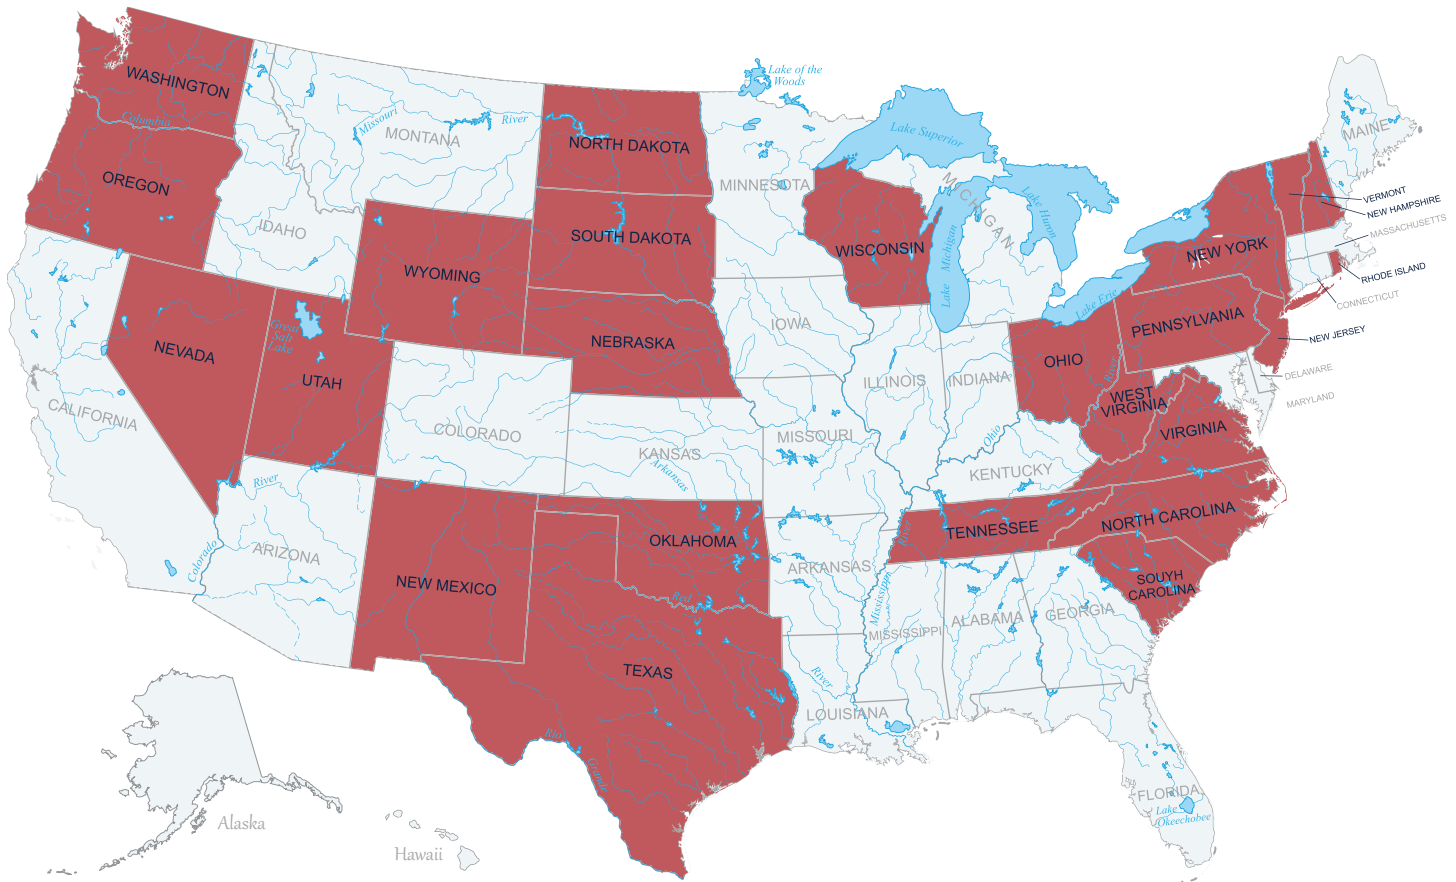 Lake of the
Woods
WASHINGTON
Columbia
Missouri
River
MONTANA
NORTH DAKOTA
MINNESOTA
Lake Superior
MICHIGAN
Lake Huron
MAINE
OREGON
IDAHO
WYOMING
SOUTH DAKOTA
WISCONSIN
Lake Michigan
VERMONT
NEW HAMPSHIRE
MASSACHUSETTS
NEW YORK
RHODE ISLAND
CONNECTICUT
Lake Erie
PENNSYLVANIA
NEW JERSEY
NEVADA
Great
Salt
Lake
UTAH
NEBRASKA
IOWA
ILLINOIS
INDIANA
OHIO
River
WEST
VIRGINIA
DELAWARE
MARYLAND
CALIFORNIA
COLORADO
KANSAS
Arkansas
MISSOURI
Ohio
KENTUCKY
VIRGINIA
River
Colorado
ARIZONA
NEW MEXICO
OKLAHOMA
Red
ARKANSAS
River
TENNESSEE
NORTH CAROLINA
SOUYH
CAROLINA
Mississippi
MISSISSIPPI
ALABAMA
GEORGIA
TEXAS
River
LOUISIANA
Rio
Grande
FLORIDA
Lake
Okeechobee
Alaska
Hawaii